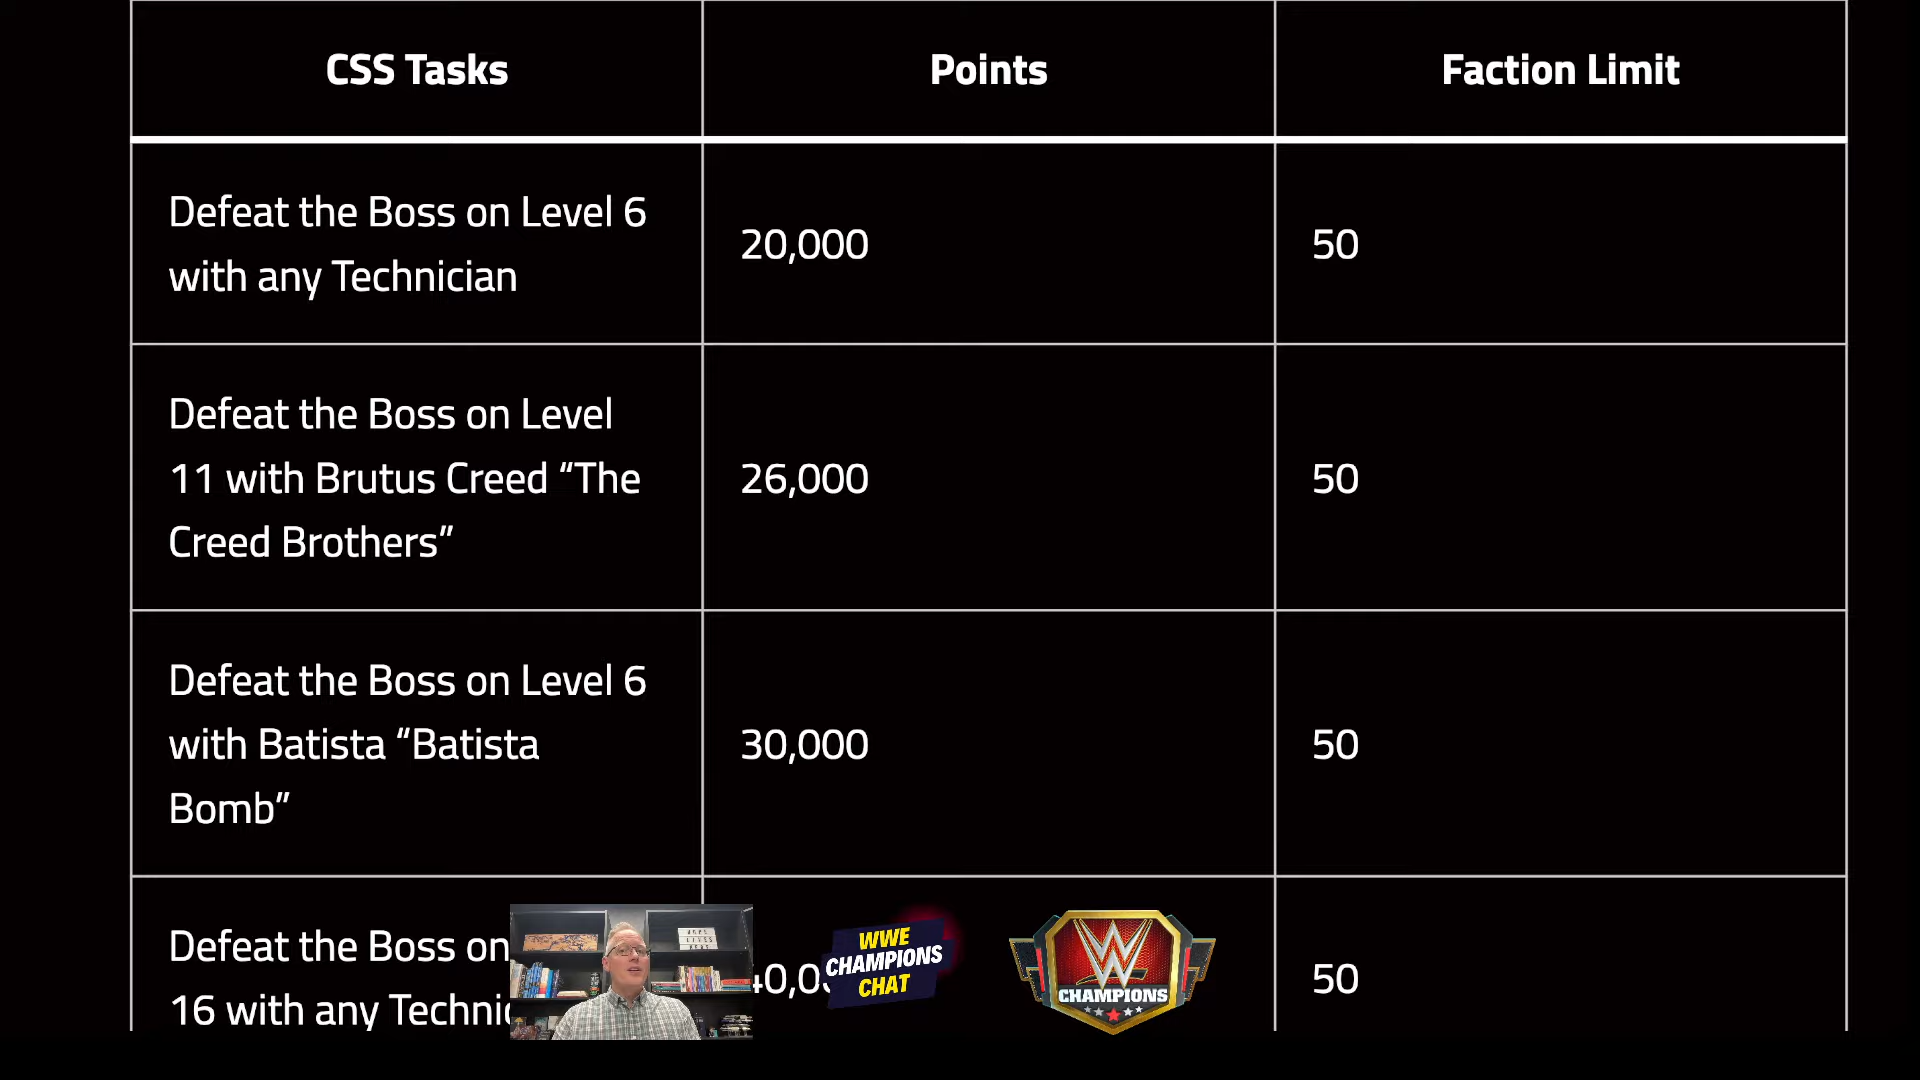 CSS Tasks
Points
Faction Limit
Defeat the Boss on Level 6
with any Technician
20,000
50
Defeat the Boss on Level
11 with Brutus Creed “The
Creed Brothers”
26,000
50
Defeat the Boss on Level 6
with Batista “Batista
Bomb”
30,000
50
Defeat the Boss on
16 with any
50
WWE
CHAMPIONS
CHAT
W
CHAMPIONS